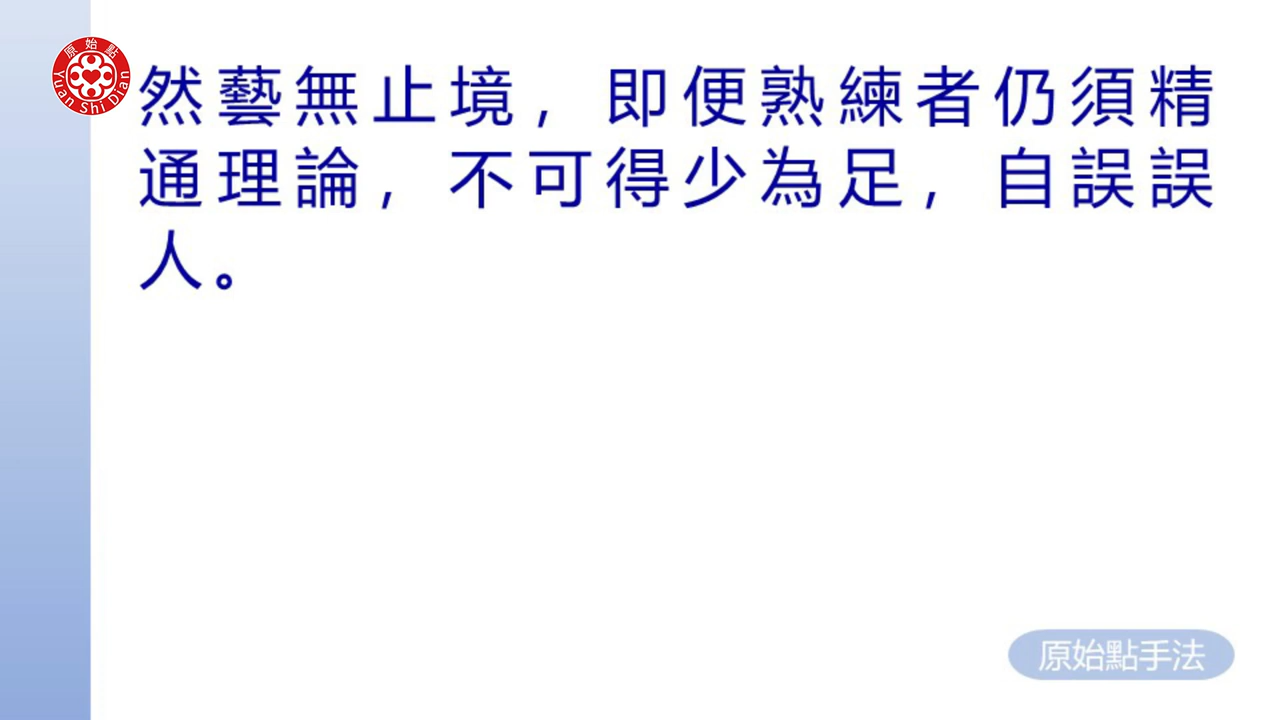 原始點
Yuan Shi Dian
然藝無止境，即便熟練者仍須精
通理論，不可得少為足，自誤誤
人。
原始點手法